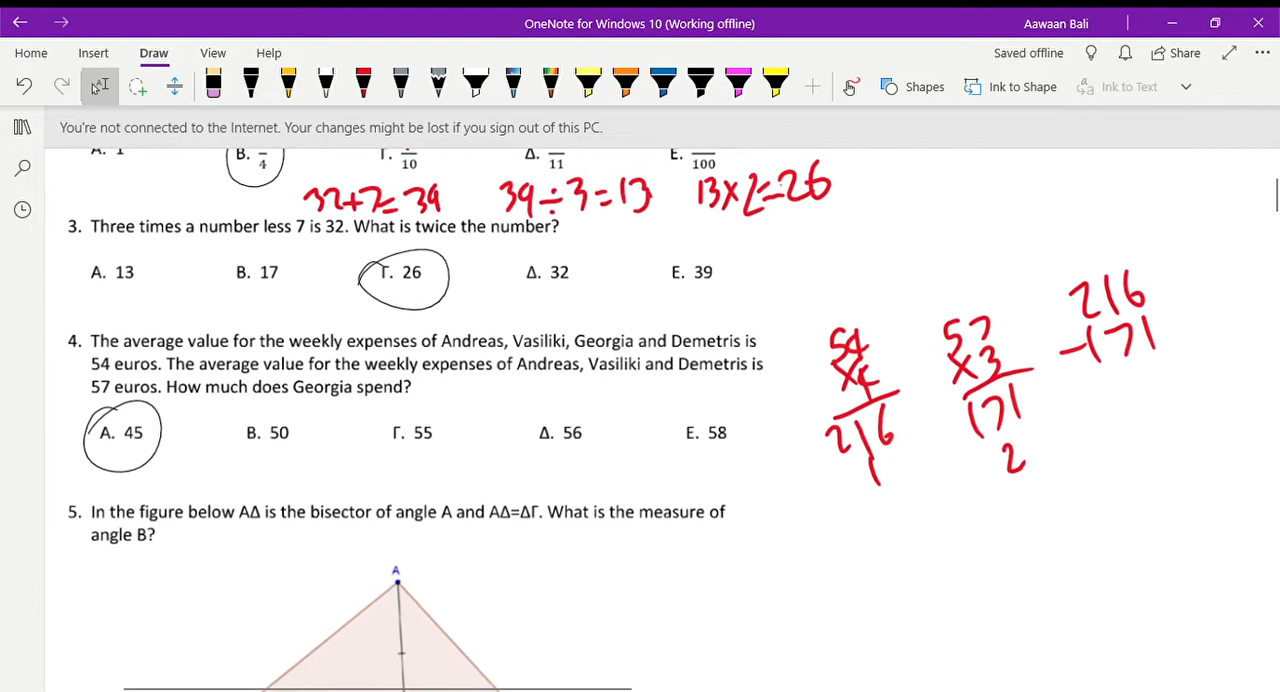 OneNote for Windows 10 (Working offline)
Aawaan Bali
Home Insert Draw View Help
Saved offline
Share
Shapes
Ink to Shape
Ink to Text
You're not connected to the Internet. Your changes might be lost if you sign out of this PC.
A. 1 B. 4 Γ. 10 Δ. 11 E. 100
32+7=39 39÷3=13 13×2=26
3. Three times a number less 7 is 32. What is twice the number?
A. 13 B. 17 Γ. 26 Δ. 32 E. 39
4. The average value for the weekly expenses of Andreas, Vasiliki, Georgia and Demetris is
54 euros. The average value for the weekly expenses of Andreas, Vasiliki and Demetris is
57 euros. How much does Georgia spend?
A. 45 B. 50 Γ. 55 Δ. 56 E. 58
54
×4
216
1
57
×3
171
2
216
-171
5. In the figure below AΔ is the bisector of angle A and AΔ=ΔΓ. What is the measure of
angle B?
A